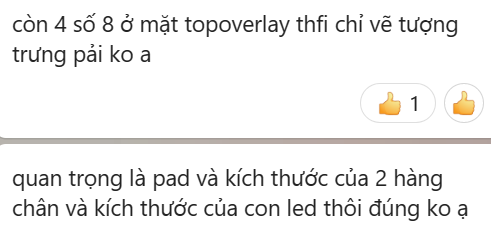 còn 4 số 8 ở mặt topoverlay thfi chỉ vẽ tượng
trưng pải ko a
👍 1 👍
quan trọng là pad và kích thước của 2 hàng
chân và kích thước của con led thôi đúng ko ạ